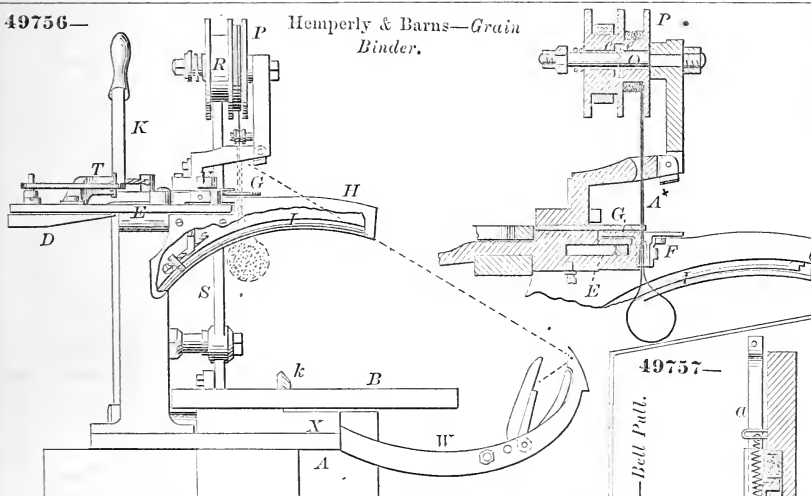 49756—
Hemperly & Barns—Grain
Binder.
P
R
K
T
G
H
E
I
D
S
k
B
X
W
A
P
O
A
G
F
E
I
49757—
a
Bell Pull.